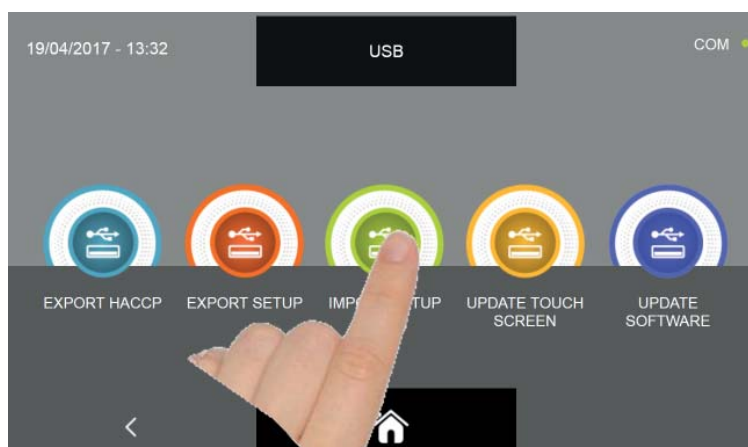 19/04/2017 - 13:32
USB
COM
EXPORT HACCP
EXPORT SETUP
UPDATE TOUCH
SCREEN
UPDATE
SOFTWARE